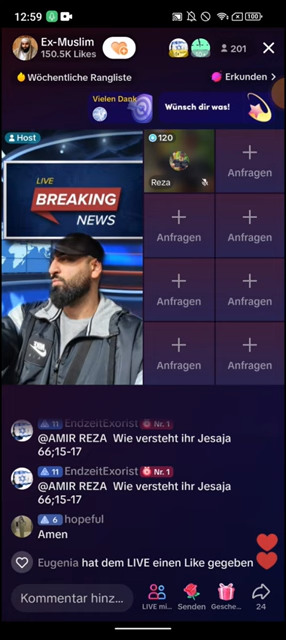 12:59
100
Ex-Muslim
150.5K Likes
201
Wöchentliche Rangliste
Erkunden
Vielen Dank
Wünsch dir was!
Host
LIVE
BREAKING
NEWS
120
Reza
Anfragen
Anfragen
Anfragen
Anfragen
Anfragen
Anfragen
Anfragen
11 EndzeitExorist Nr. 1
@AMIR REZA Wie versteht ihr Jesaja
66;15-17
11 EndzeitExorist Nr. 1
@AMIR REZA Wie versteht ihr Jesaja
66;15-17
6 hopeful
Amen
Eugenia hat dem LIVE einen Like gegeben
Kommentar hinz...
LIVE mi...
Senden
Gesche...
24